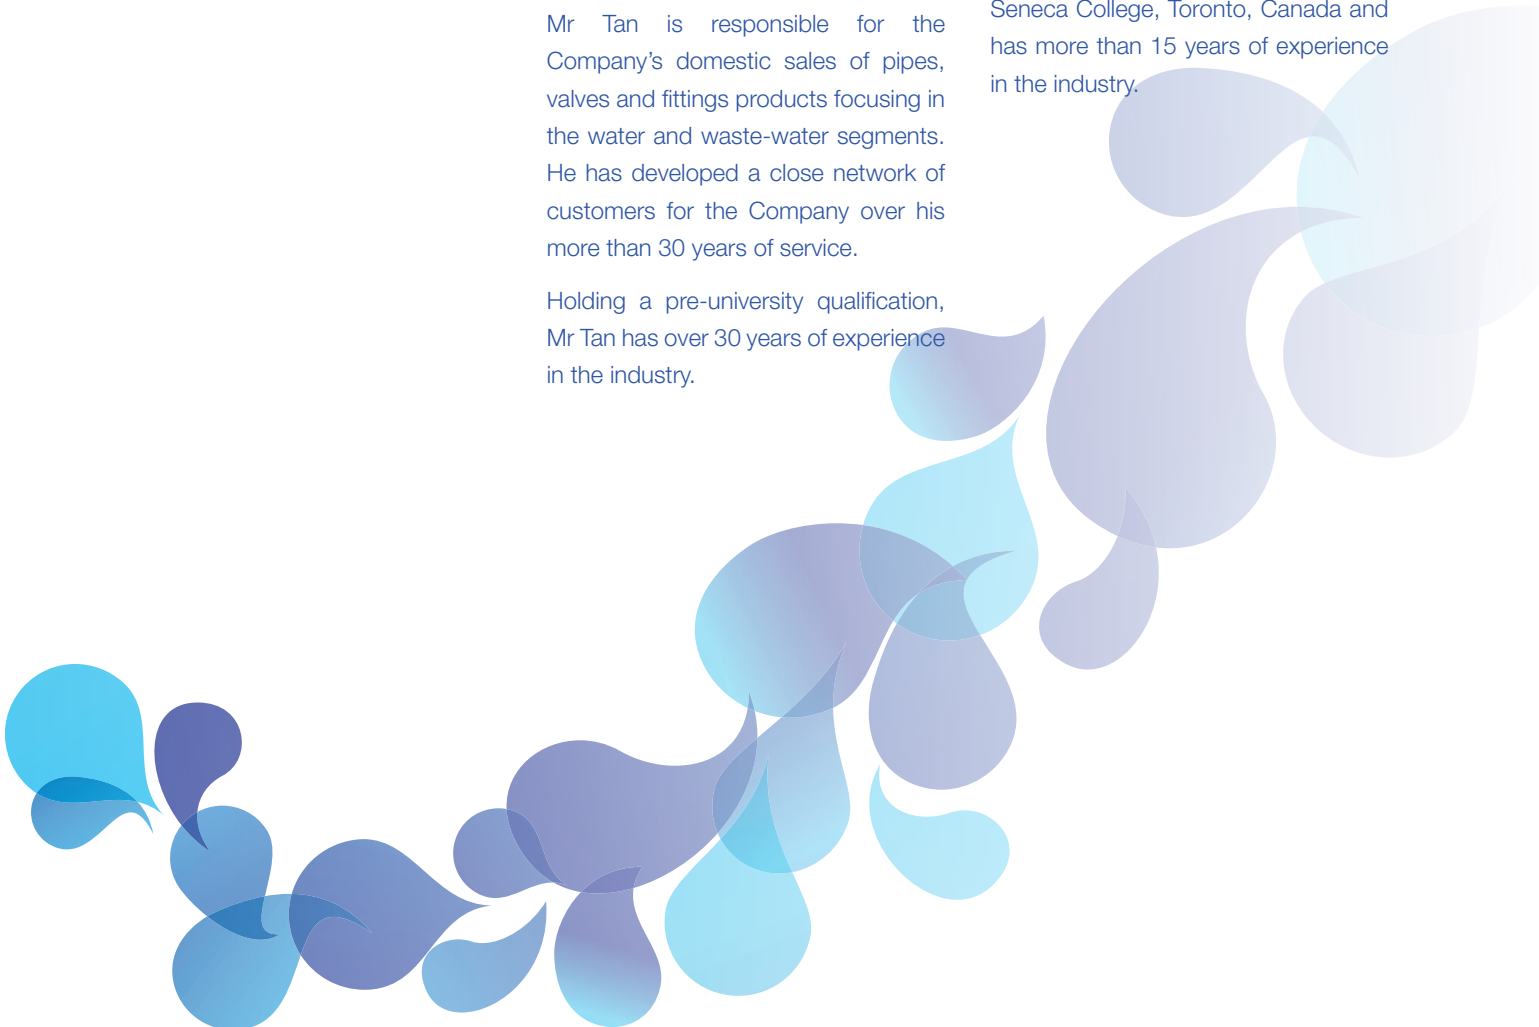 Mr Tan is responsible for the
Company’s domestic sales of pipes,
valves and fittings products focusing in
the water and waste-water segments.
He has developed a close network of
customers for the Company over his
more than 30 years of service.
Holding a pre-university qualification,
Mr Tan has over 30 years of experience
in the industry.
Seneca College, Toronto, Canada and
has more than 15 years of experience
in the industry.